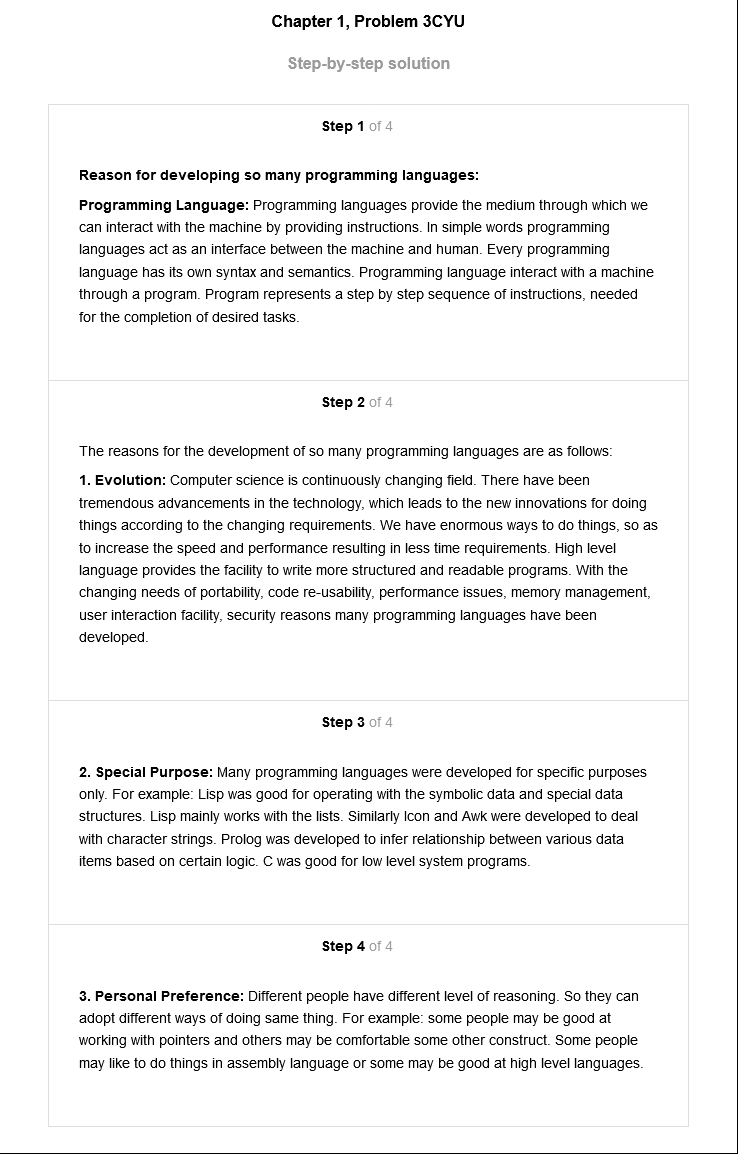 Chapter 1, Problem 3CYU
Step-by-step solution
Step 1 of 4
Reason for developing so many programming languages:
Programming Language: Programming languages provide the medium through which we
can interact with the machine by providing instructions. In simple words programming
languages act as an interface between the machine and human. Every programming
language has its own syntax and semantics. Programming language interact with a machine
through a program. Program represents a step by step sequence of instructions, needed
for the completion of desired tasks.
Step 2 of 4
The reasons for the development of so many programming languages are as follows:
1. Evolution: Computer science is continuously changing field. There have been
tremendous advancements in the technology, which leads to the new innovations for doing
things according to the changing requirements. We have enormous ways to do things, so as
to increase the speed and performance resulting in less time requirements. High level
language provides the facility to write more structured and readable programs. With the
changing needs of portability, code re-usability, performance issues, memory management,
user interaction facility, security reasons many programming languages have been
developed.
Step 3 of 4
2. Special Purpose: Many programming languages were developed for specific purposes
only. For example: Lisp was good for operating with the symbolic data and special data
structures. Lisp mainly works with the lists. Similarly Icon and Awk were developed to deal
with character strings. Prolog was developed to infer relationship between various data
items based on certain logic. C was good for low level system programs.
Step 4 of 4
3. Personal Preference: Different people have different level of reasoning. So they can
adopt different ways of doing same thing. For example: some people may be good at
working with pointers and others may be comfortable some other construct. Some people
may like to do things in assembly language or some may be good at high level languages.